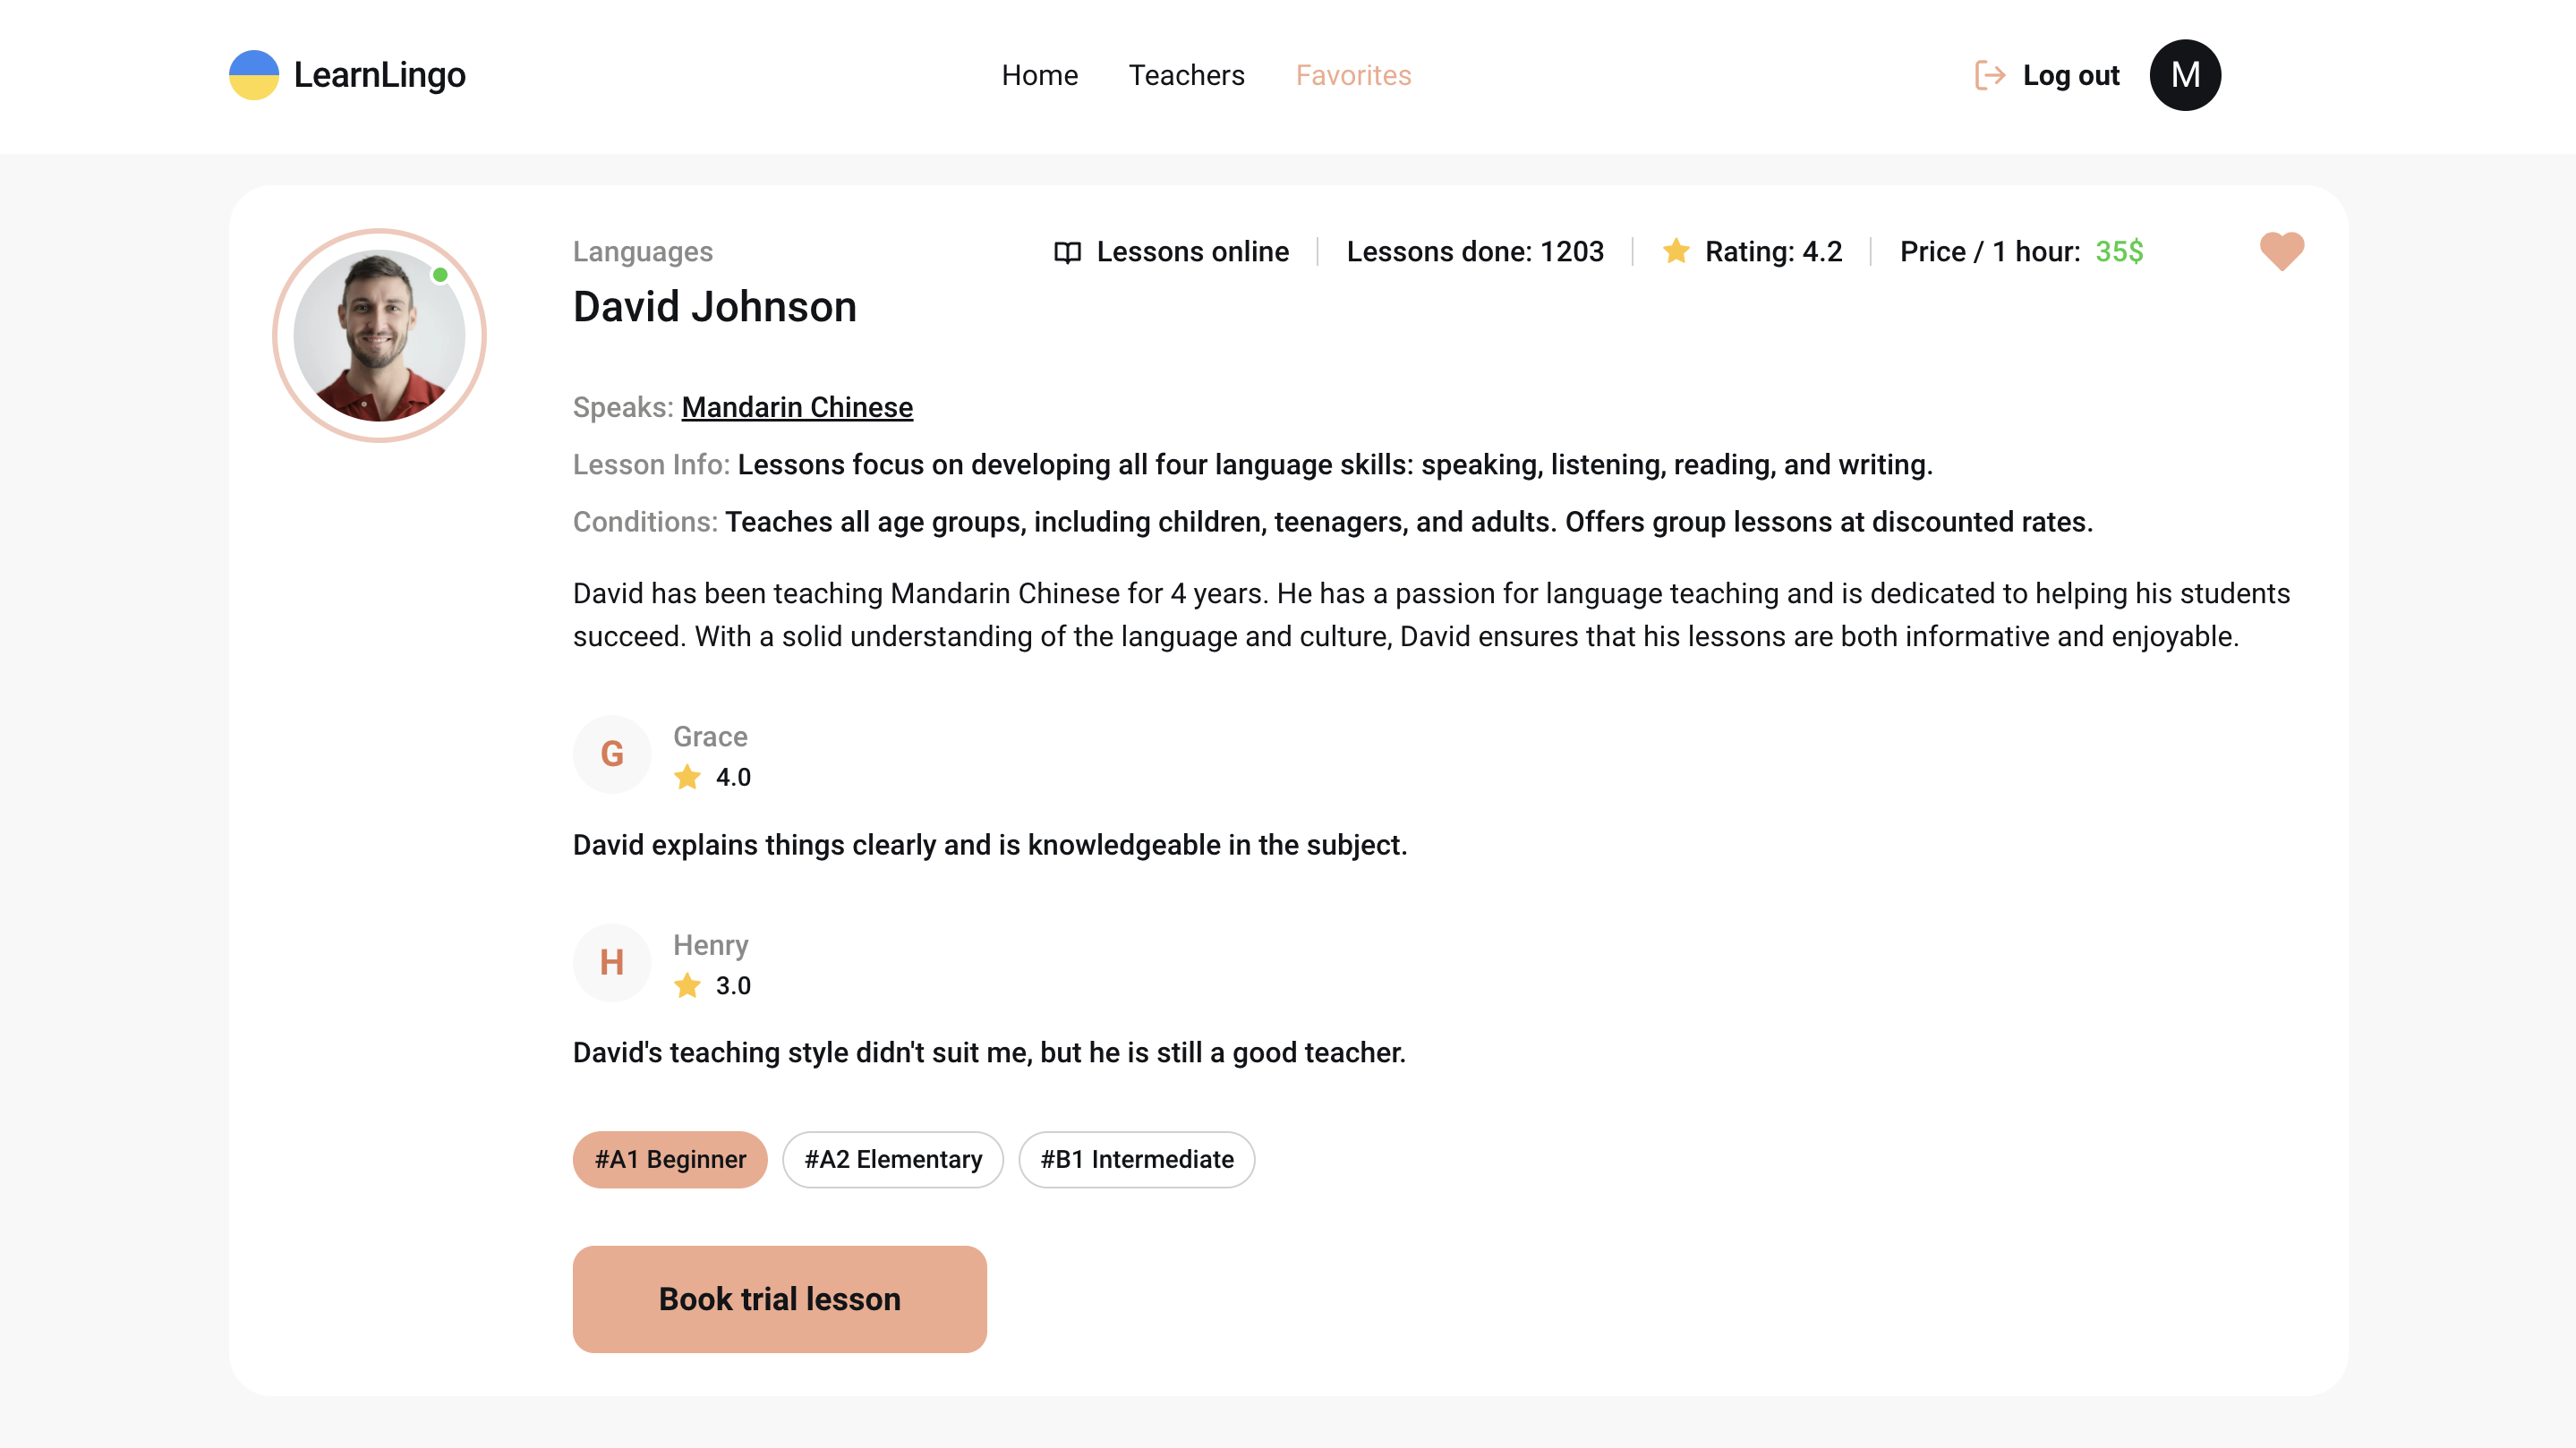 LearnLingo
Home Teachers Favorites
Log out M
Languages
Lessons online Lessons done: 1203 Rating: 4.2 Price / 1 hour: 35$
David Johnson
Speaks: Mandarin Chinese
Lesson Info: Lessons focus on developing all four language skills: speaking, listening, reading, and writing.
Conditions: Teaches all age groups, including children, teenagers, and adults. Offers group lessons at discounted rates.
David has been teaching Mandarin Chinese for 4 years. He has a passion for language teaching and is dedicated to helping his students
succeed. With a solid understanding of the language and culture, David ensures that his lessons are both informative and enjoyable.
G
Grace
4.0
David explains things clearly and is knowledgeable in the subject.
H
Henry
3.0
David's teaching style didn't suit me, but he is still a good teacher.
#A1 Beginner #A2 Elementary #B1 Intermediate
Book trial lesson